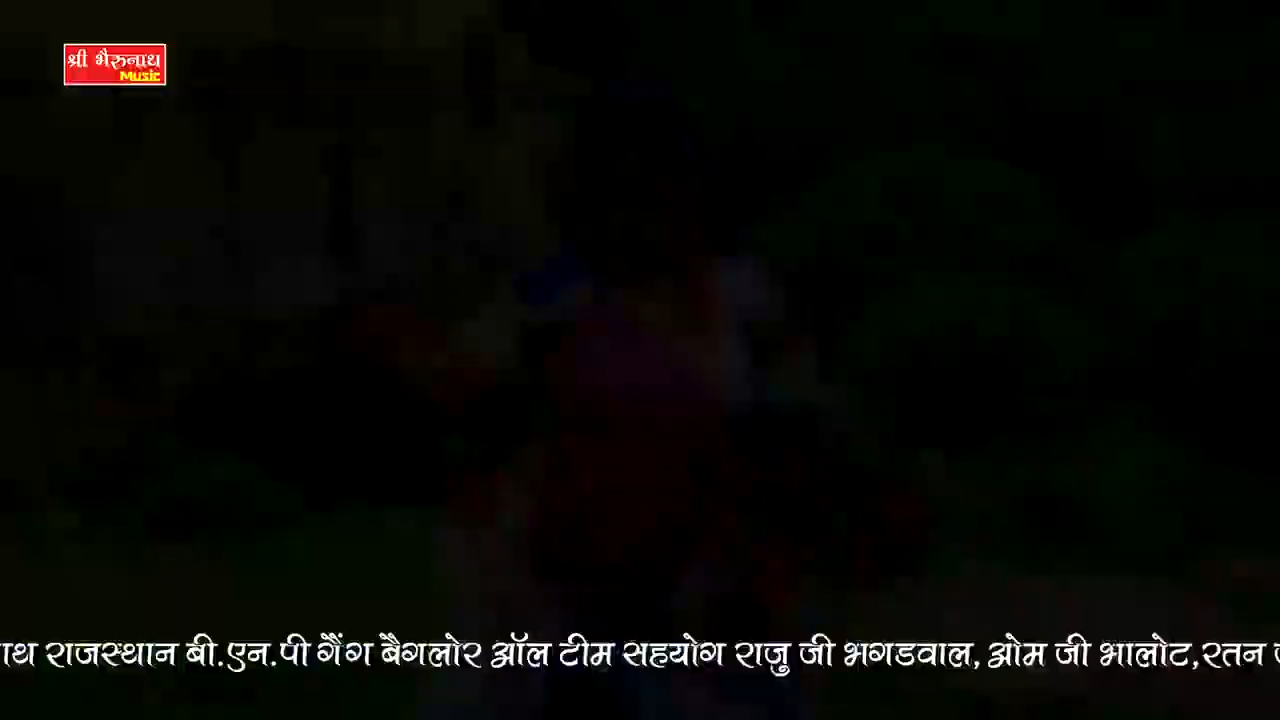 श्री भैरुनाथ
Music
ाथ राजस्थान बी.एन.पी गैंग बैगलोर ऑल टीम सहयोग राजु जी भगडवाल, ओम जी भालोट,रतन